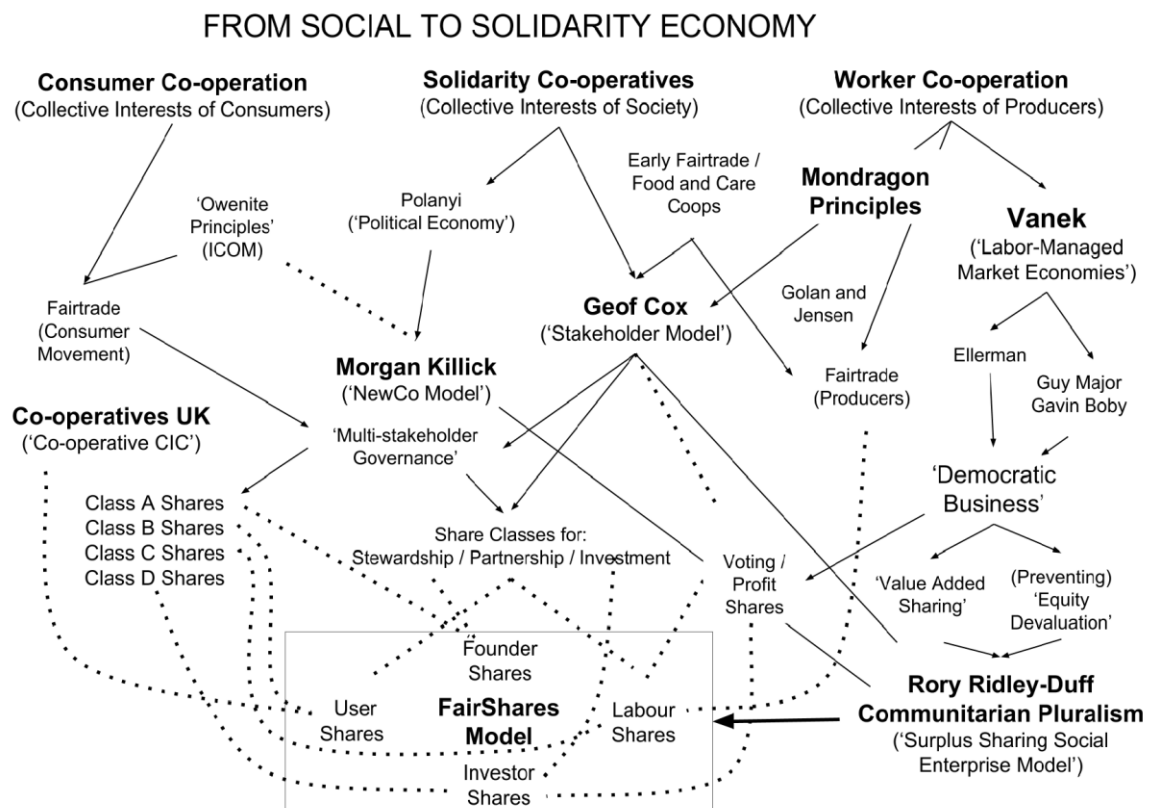 FROM SOCIAL TO SOLIDARITY ECONOMY
Consumer Co-operation
(Collective Interests of Consumers)
Solidarity Co-operatives
(Collective Interests of Society)
Worker Co-operation
(Collective Interests of Producers)
‘Owenite
Principles’
(ICOM)
Polanyi
(‘Political Economy’)
Early Fairtrade /
Food and Care
Coops
Mondragon
Principles
Vanek
(‘Labor-Managed
Market Economies’)
Fairtrade
(Consumer
Movement)
Geof Cox
(‘Stakeholder Model’)
Golan and
Jensen
Morgan Killick
(‘NewCo Model’)
Fairtrade
(Producers)
Ellerman
Guy Major
Gavin Boby
Co-operatives UK
(‘Co-operative CIC’)
‘Multi-stakeholder
Governance’
‘Democratic
Business’
Class A Shares
Class B Shares
Class C Shares
Class D Shares
Share Classes for:
Stewardship / Partnership / Investment
Voting /
Profit
Shares
‘Value Added
Sharing’
(Preventing)
‘Equity
Devaluation’
Founder
Shares
User
Shares
FairShares
Model
Labour
Shares
Investor
Shares
Rory Ridley-Duff
Communitarian Pluralism
(‘Surplus Sharing Social
Enterprise Model’)